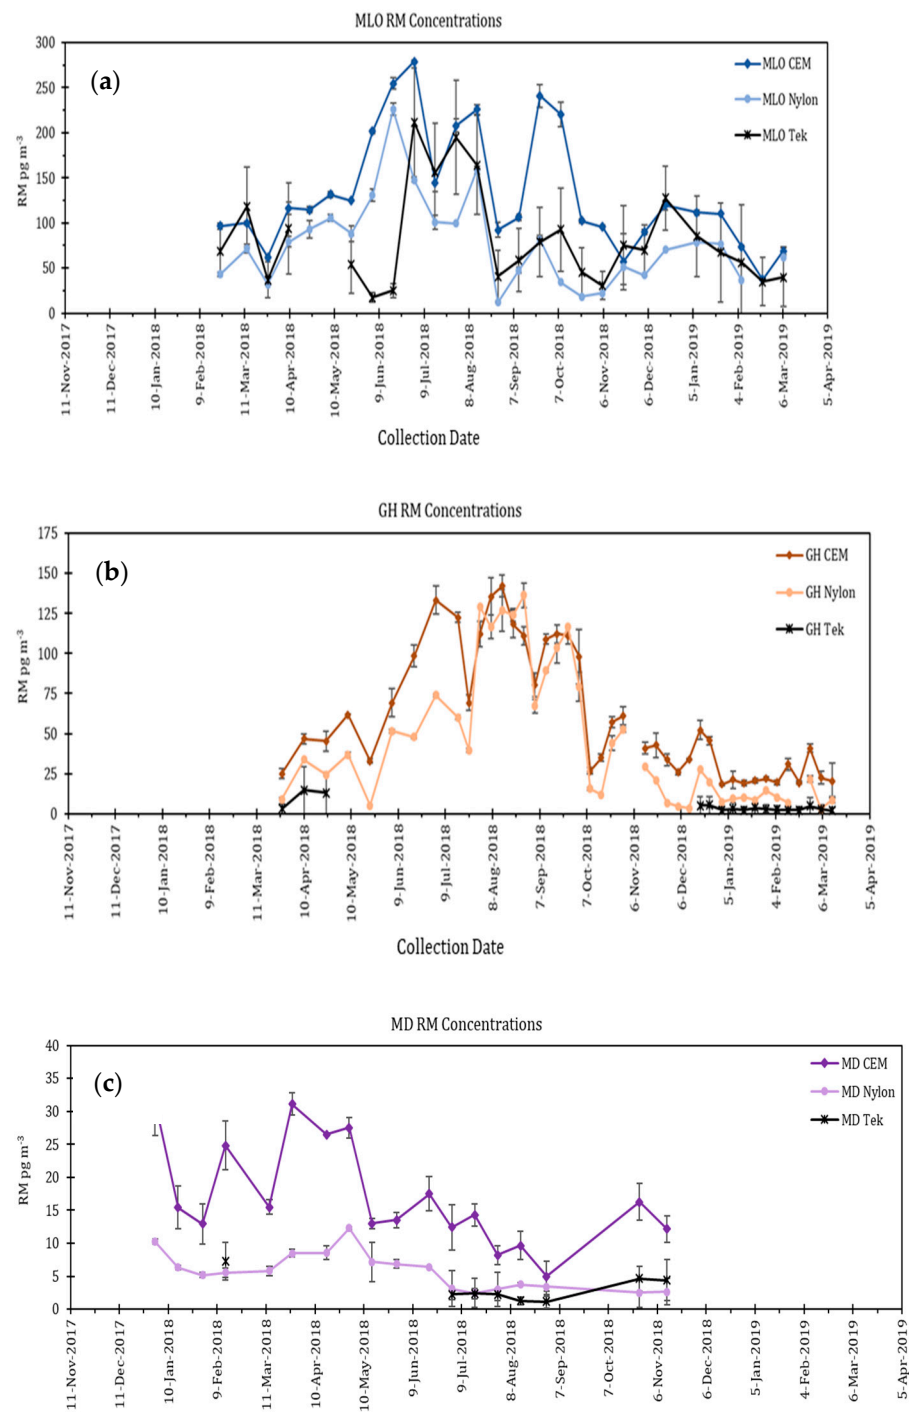 MLO RM Concentrations
300
250
200
150
100
50
0
RM pg m-3
(a)
MLO CEM
MLO Nylon
MLO Tek
11-Nov-2017
11-Dec-2017
10-Jan-2018
9-Feb-2018
11-Mar-2018
10-Apr-2018
10-May-2018
9-Jun-2018
9-Jul-2018
8-Aug-2018
7-Sep-2018
7-Oct-2018
6-Nov-2018
6-Dec-2018
5-Jan-2019
4-Feb-2019
6-Mar-2019
5-Apr-2019
Collection Date
GH RM Concentrations
175
150
125
100
75
50
25
0
RM pg m-3
(b)
GH CEM
GH Nylon
GH Tek
11-Nov-2017
11-Dec-2017
10-Jan-2018
9-Feb-2018
11-Mar-2018
10-Apr-2018
10-May-2018
9-Jun-2018
9-Jul-2018
8-Aug-2018
7-Sep-2018
7-Oct-2018
6-Nov-2018
6-Dec-2018
5-Jan-2019
4-Feb-2019
6-Mar-2019
5-Apr-2019
Collection Date
MD RM Concentrations
40
35
30
25
20
15
10
5
0
RM pg m-3
(c)
MD CEM
MD Nylon
MD Tek
11-Nov-2017
11-Dec-2017
10-Jan-2018
9-Feb-2018
11-Mar-2018
10-Apr-2018
10-May-2018
9-Jun-2018
9-Jul-2018
8-Aug-2018
7-Sep-2018
7-Oct-2018
6-Nov-2018
6-Dec-2018
5-Jan-2019
4-Feb-2019
6-Mar-2019
5-Apr-2019